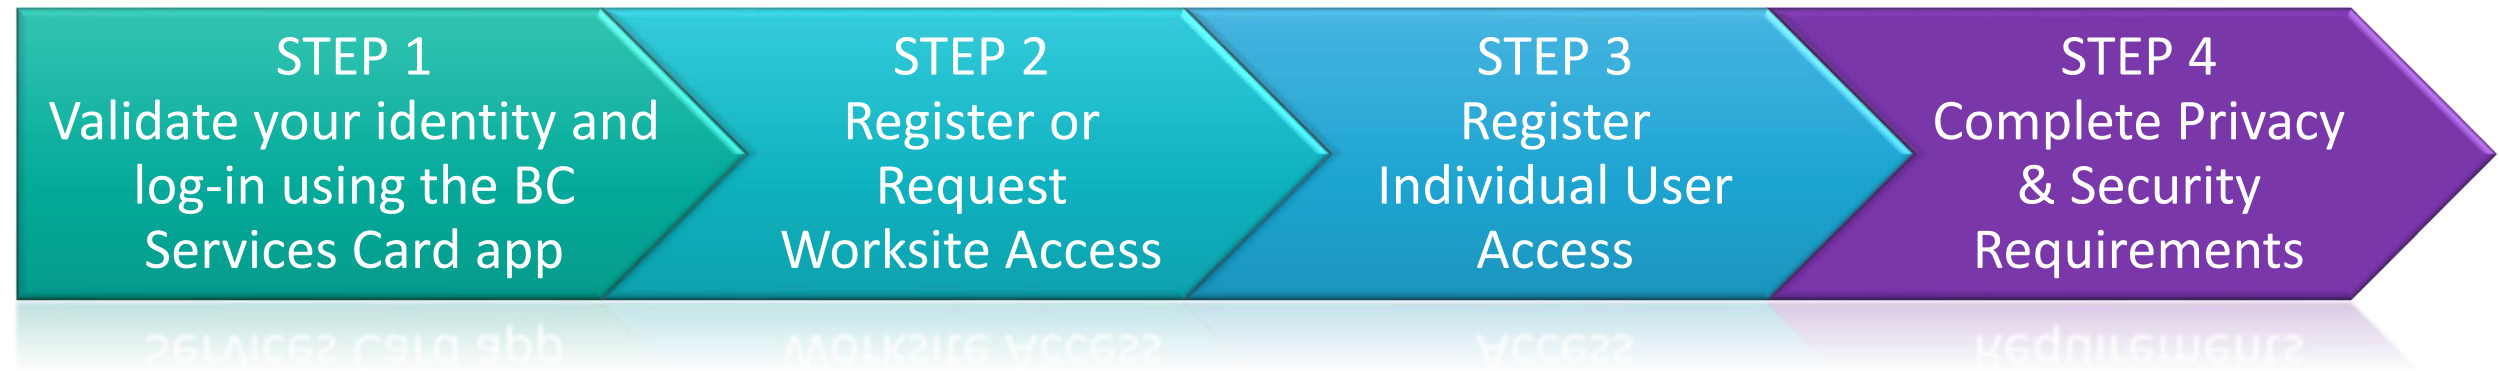 STEP 1
Validate your identity and
log-in using the BC
Services Card app
STEP 2
Register or
Request
Worksite Access
STEP 3
Register
Individual User
Access
STEP 4
Complete Privacy
& Security
Requirements